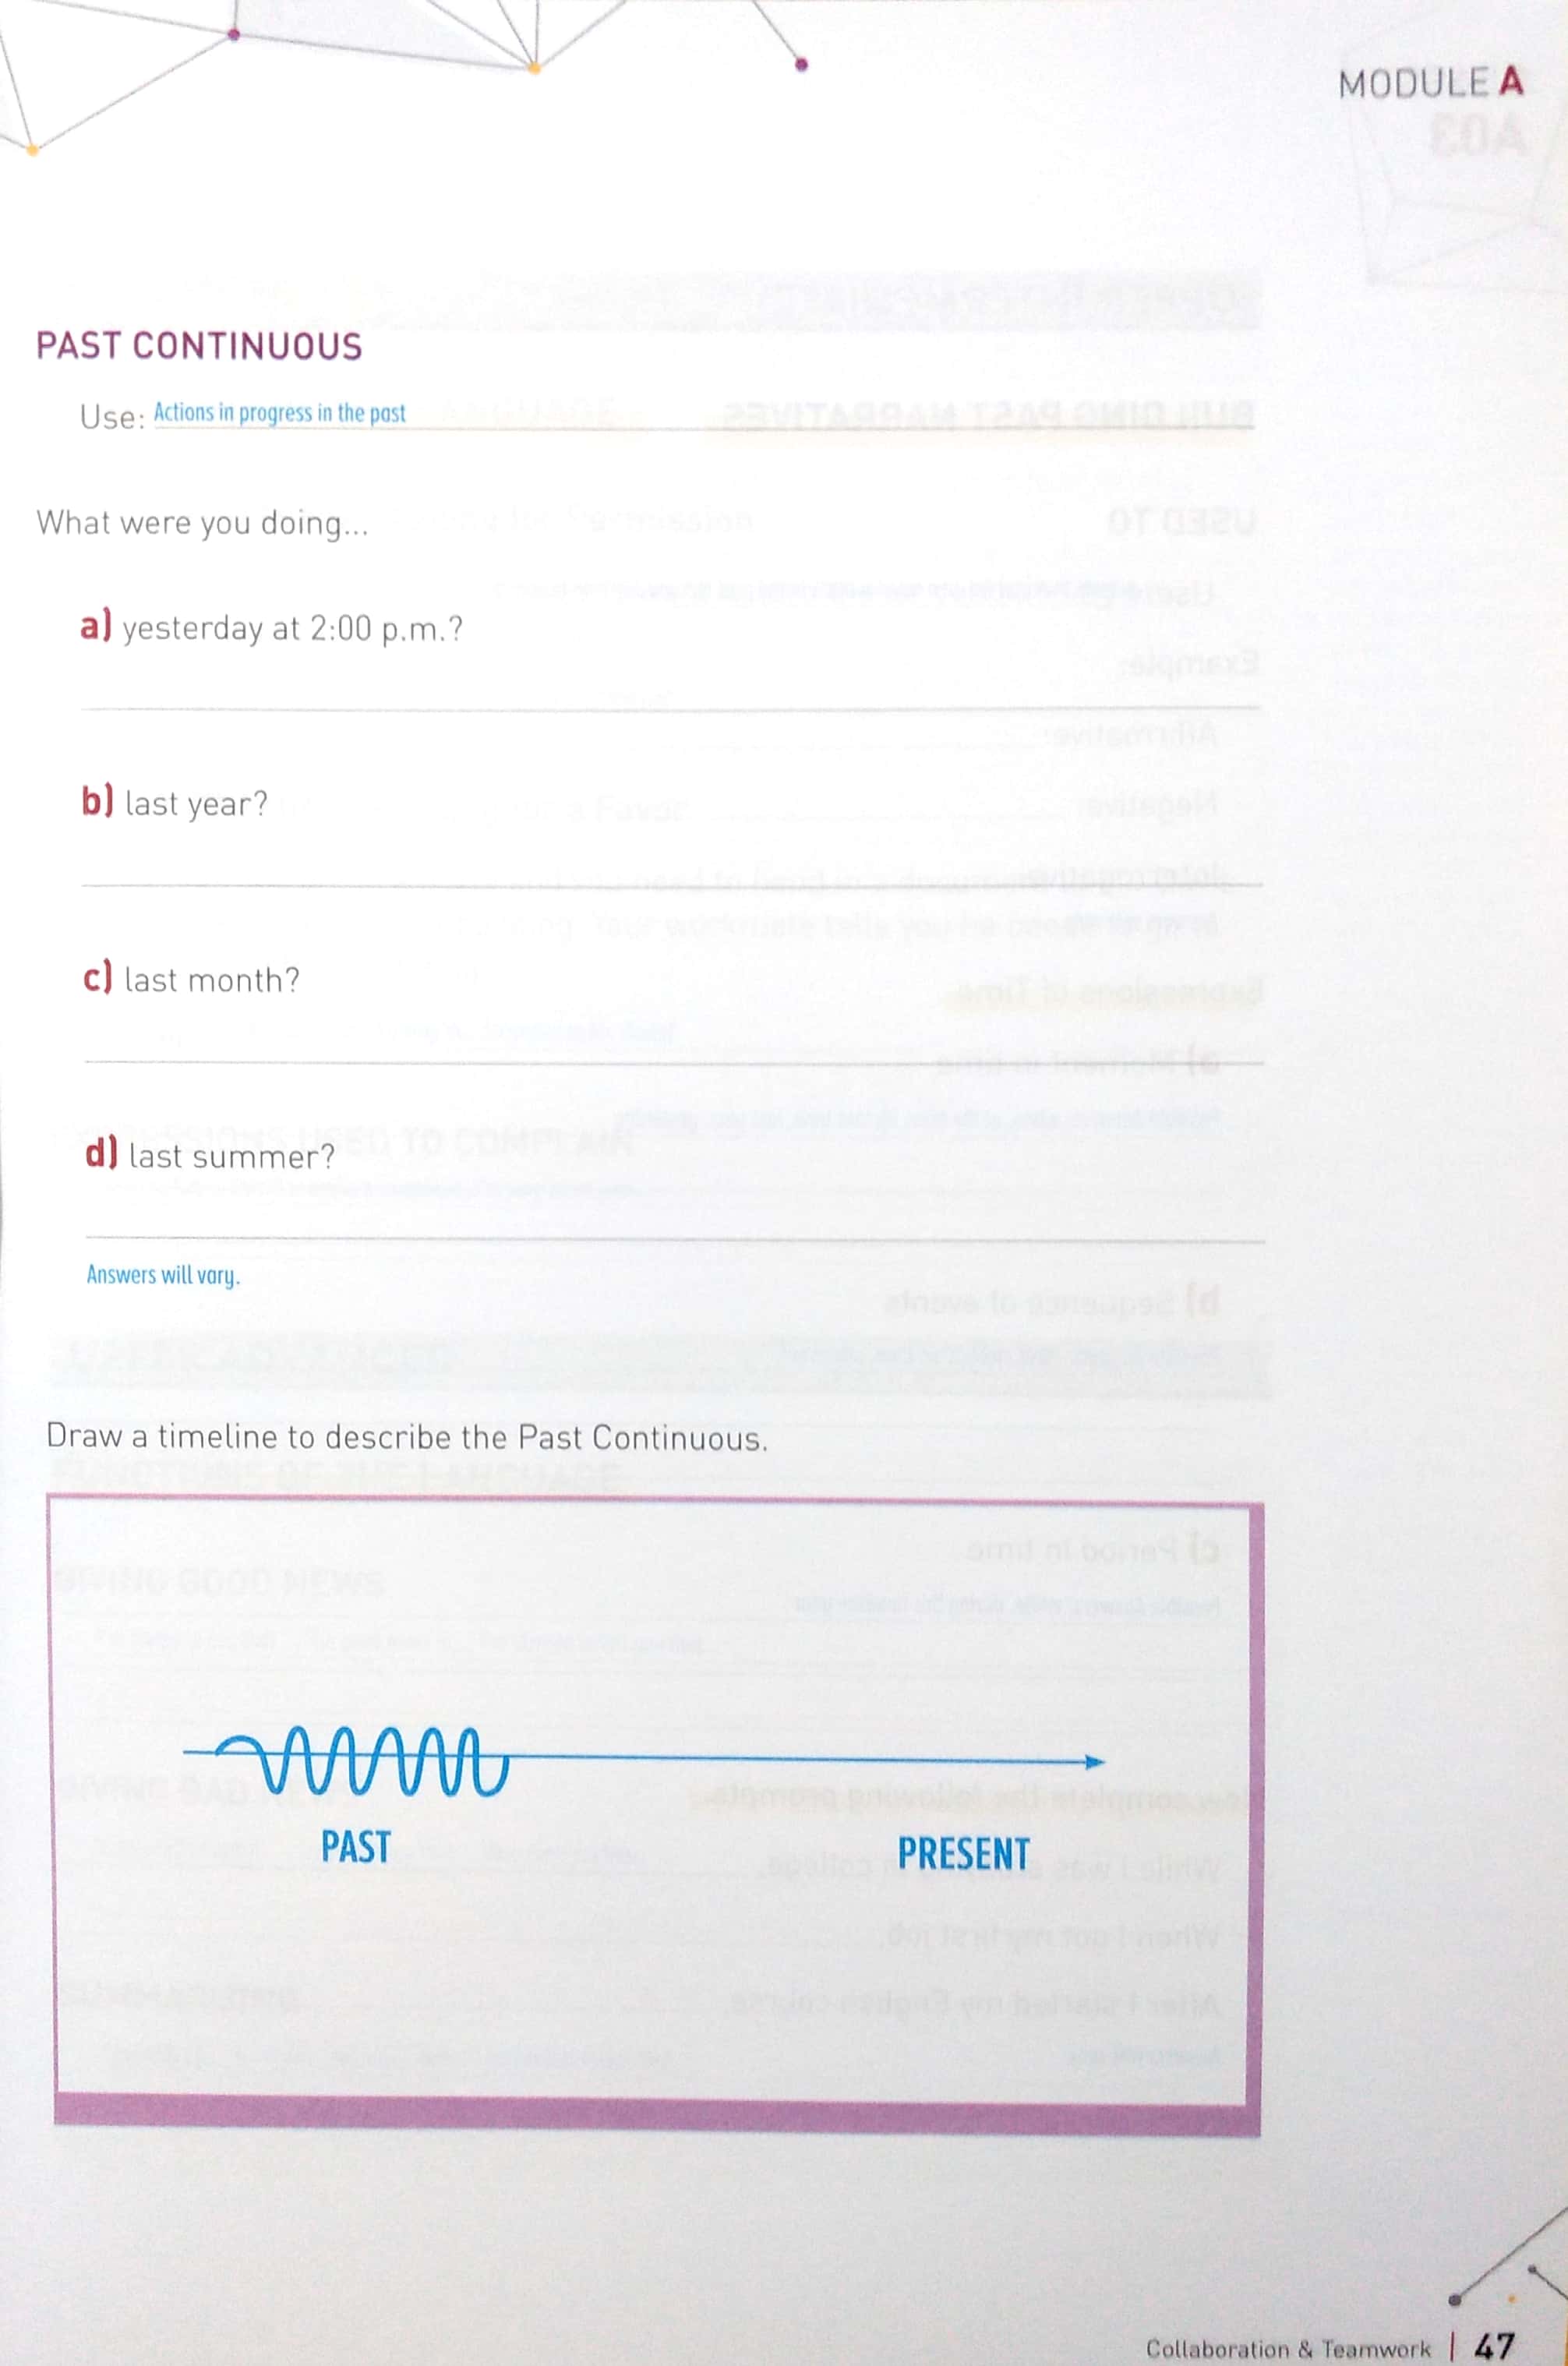 MODULE A
A03
PAST CONTINUOUS
Use: Actions in progress in the past
What were you doing...
a) yesterday at 2:00 p.m.?
b) last year?
c) last month?
d) last summer?
Answers will vary.
Draw a timeline to describe the Past Continuous.
PAST
PRESENT
Collaboration & Teamwork | 47